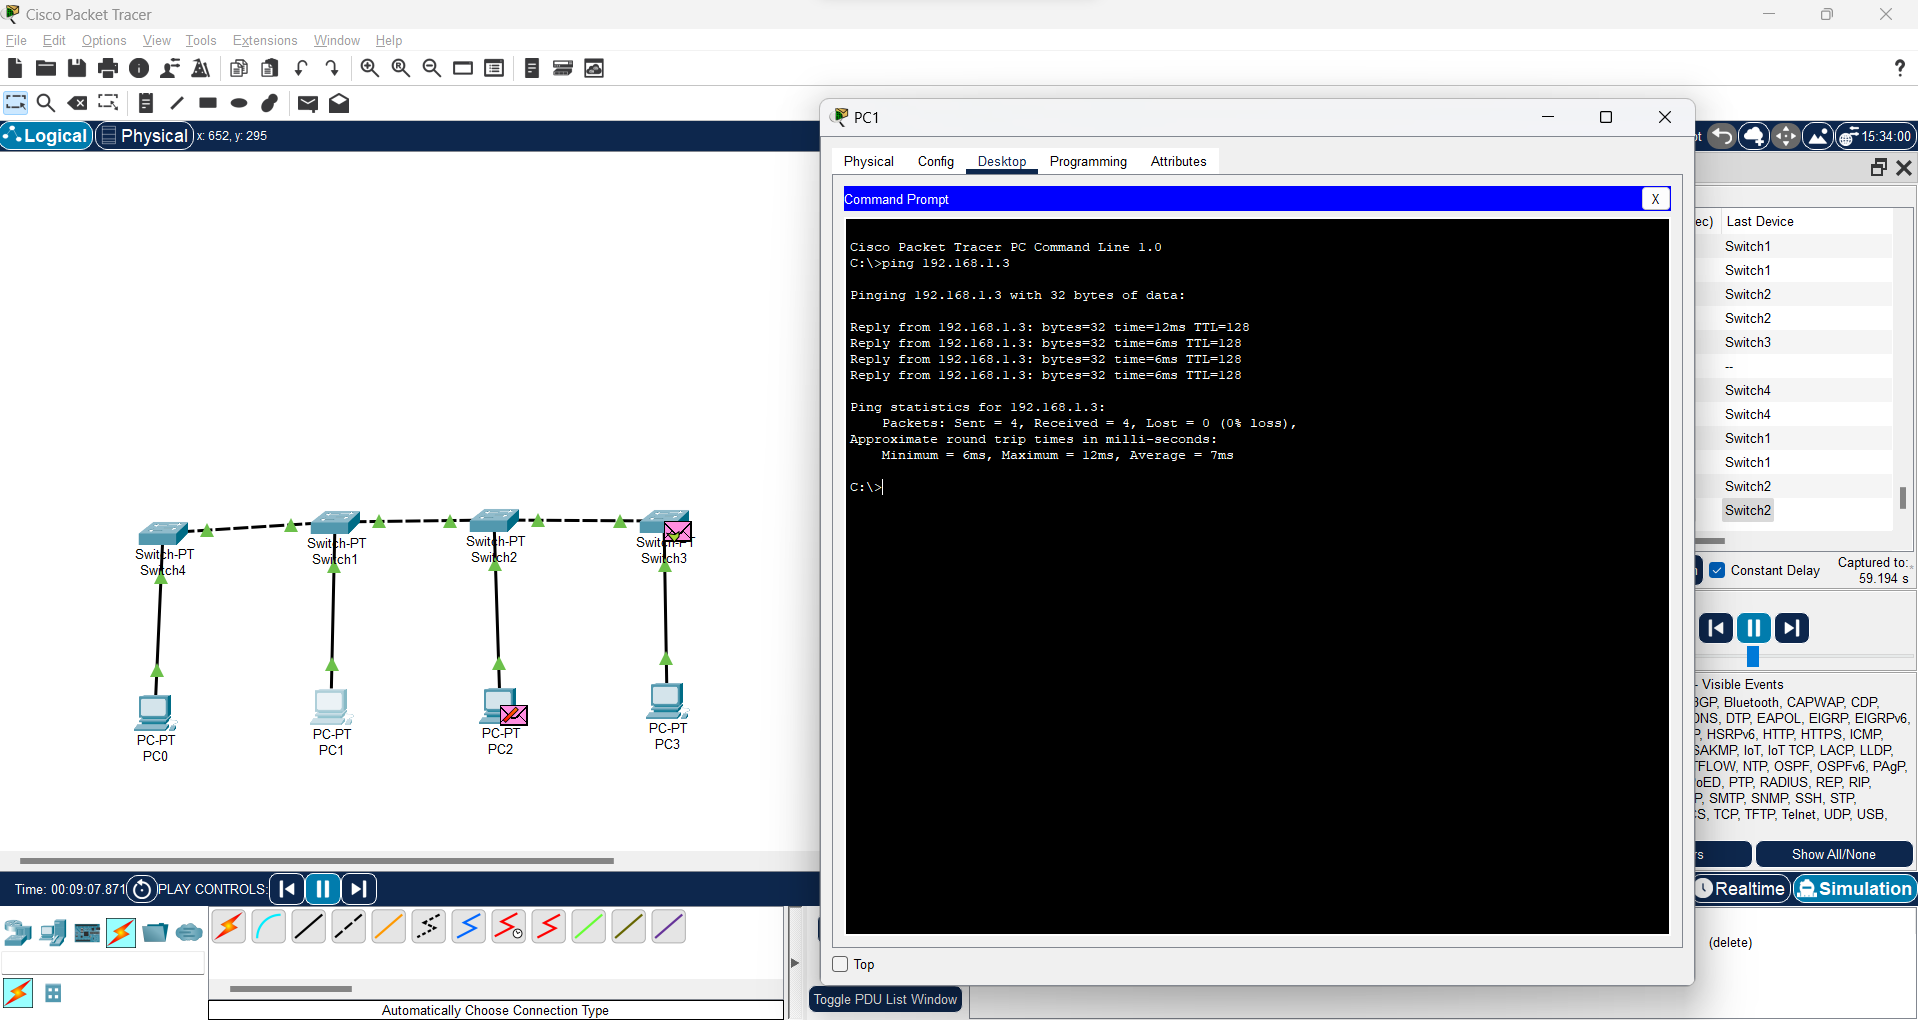 Cisco Packet Tracer
File Edit Options View Tools Extensions Window Help
?
Logical Physical x: 652, y: 295
15:34:00
PC1
Physical Config Desktop Programming Attributes
Command Prompt X
Cisco Packet Tracer PC Command Line 1.0
C:\>ping 192.168.1.3
Pinging 192.168.1.3 with 32 bytes of data:
Reply from 192.168.1.3: bytes=32 time=12ms TTL=128
Reply from 192.168.1.3: bytes=32 time=6ms TTL=128
Reply from 192.168.1.3: bytes=32 time=6ms TTL=128
Reply from 192.168.1.3: bytes=32 time=6ms TTL=128
Ping statistics for 192.168.1.3:
Packets: Sent = 4, Received = 4, Lost = 0 (0% loss),
Approximate round trip times in milli-seconds:
Minimum = 6ms, Maximum = 12ms, Average = 7ms
C:\>
Top
ec) Last Device
Switch1
Switch1
Switch2
Switch2
Switch3
--
Switch4
Switch4
Switch1
Switch1
Switch2
Switch2
Constant Delay
Captured to:
59.194 s
- Visible Events
BGP, Bluetooth, CAPWAP, CDP,
DNS, DTP, EAPOL, EIGRP, EIGRPv6,
P, HSRPv6, HTTP, HTTPS, ICMP,
SAKMP, IoT, IoT TCP, LACP, LLDP,
TFLOW, NTP, OSPF, OSPFv6, PAgP,
oED, PTP, RADIUS, REP, RIP,
P, SMTP, SNMP, SSH, STP,
CS, TCP, TFTP, Telnet, UDP, USB,
rs Show All/None
Realtime Simulation
(delete)
Switch-PT
Switch4
Switch-PT
Switch1
Switch-PT
Switch2
Switch-PT
Switch3
PC-PT
PC0
PC-PT
PC1
PC-PT
PC2
PC-PT
PC3
Time: 00:09:07.871 PLAY CONTROLS:
Automatically Choose Connection Type
Toggle PDU List Window